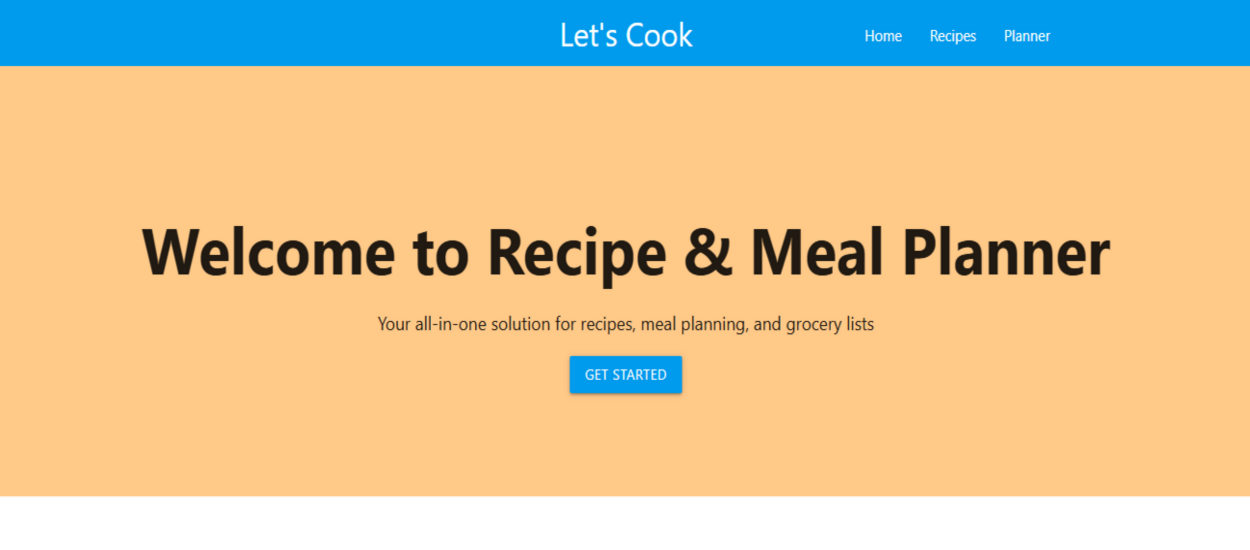 Let's Cook
Home Recipes Planner
Welcome to Recipe & Meal Planner
Your all-in-one solution for recipes, meal planning, and grocery lists
GET STARTED